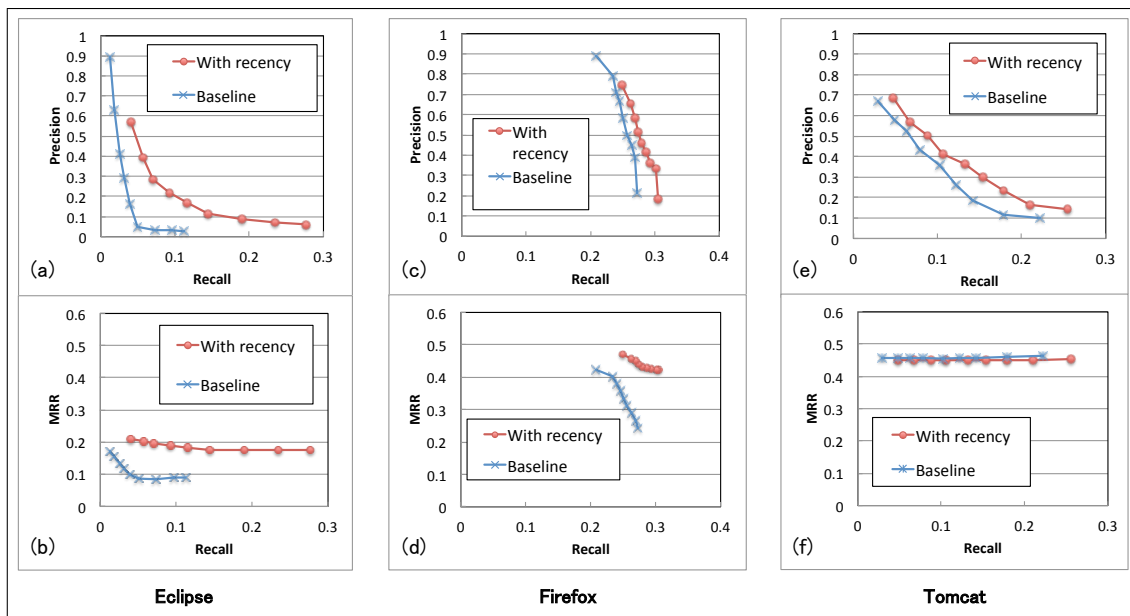 1
0.9
0.8
0.7
0.6
0.5
0.4
0.3
0.2
0.1
0
Precision
With recency
Baseline
0 0.1 0.2 0.3
(a) Recall
1
0.9
0.8
0.7
0.6
0.5
0.4
0.3
0.2
0.1
0
Precision
With
recency
Baseline
0 0.1 0.2 0.3 0.4
(c) Recall
1
0.9
0.8
0.7
0.6
0.5
0.4
0.3
0.2
0.1
0
Precision
With recency
Baseline
0 0.1 0.2 0.3
(e) Recall
0.6
0.5
0.4
0.3
0.2
0.1
0
MRR
With recency
Baseline
0 0.1 0.2 0.3
(b) Recall
0.6
0.5
0.4
0.3
0.2
0.1
0
MRR
With recency
Baseline
0 0.1 0.2 0.3 0.4
(d) Recall
0.6
0.5
0.4
0.3
0.2
0.1
0
MRR
With recency
Baseline
0 0.1 0.2 0.3
(f) Recall
Eclipse Firefox Tomcat